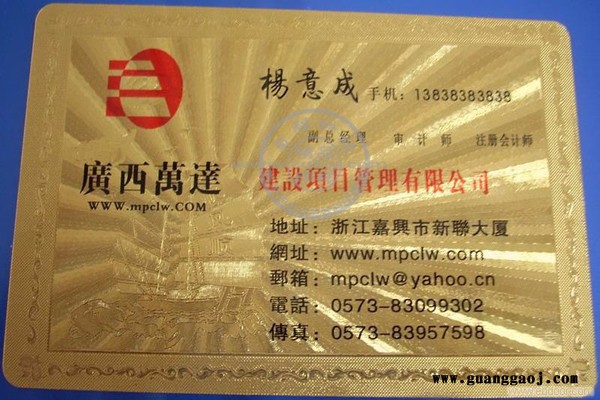 楊意成 手机：13838383838
副总经理 审计师 注册会计师
廣西萬達 建設項目管理有限公司
WWW.mpclw.COM
地址：浙江嘉興市新聯大厦
網址：www.mpclw.com
郵箱：mpclw@yahoo.cn
電話：0573-83099302
傳真：0573-83957598
www.guanggaoj.com